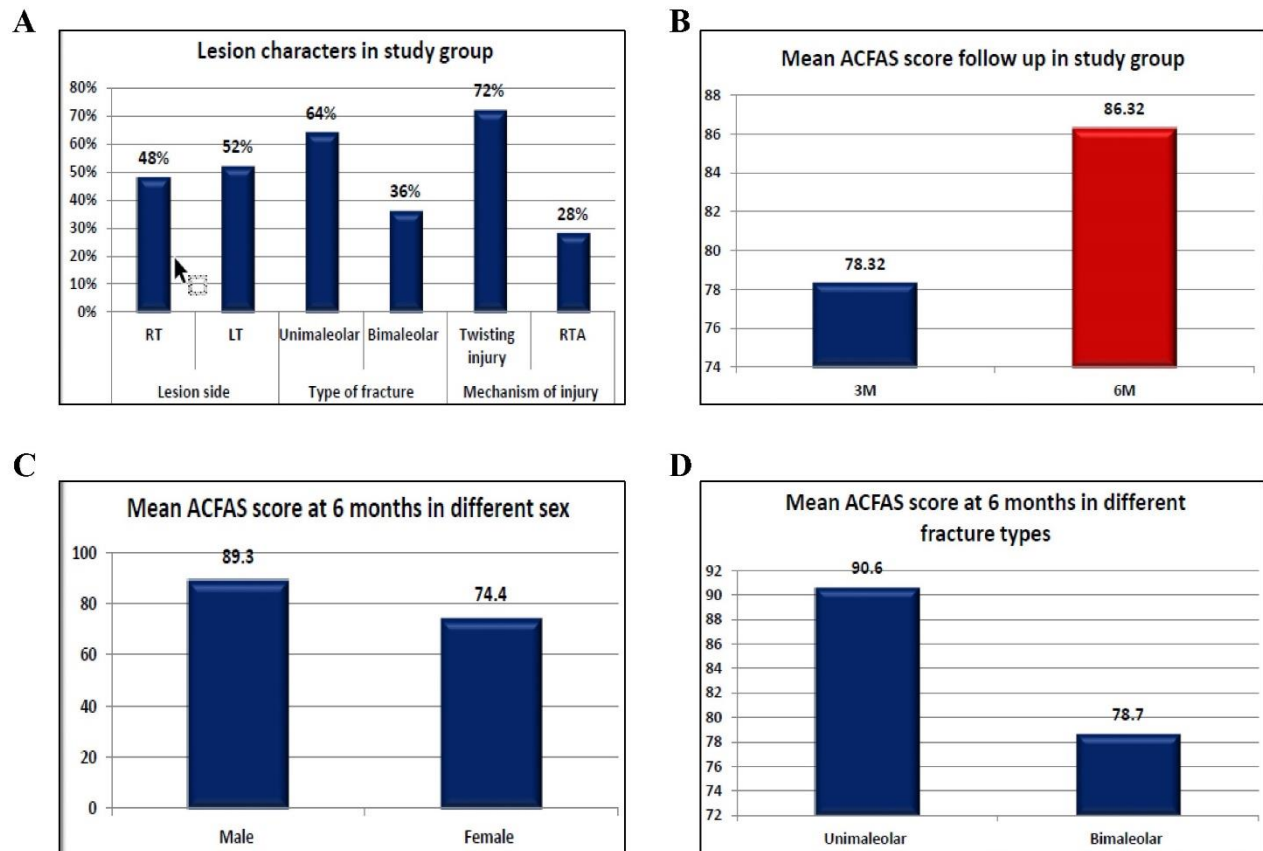 A
Lesion characters in study group
80%
70%
60%
50%
40%
30%
20%
10%
0%
48%
52%
64%
36%
72%
28%
RT
LT
Unimaleolar
Bimaleolar
Twisting
injury
RTA
Lesion side
Type of fracture
Mechanism of injury
B
Mean ACFAS score follow up in study group
88
86
84
82
80
78
76
74
78.32
86.32
3M
6M
C
Mean ACFAS score at 6 months in different sex
100
80
60
40
20
0
89.3
74.4
Male
Female
D
Mean ACFAS score at 6 months in different
fracture types
92
90
88
86
84
82
80
78
76
74
72
90.6
78.7
Unimaleolar
Bimaleolar